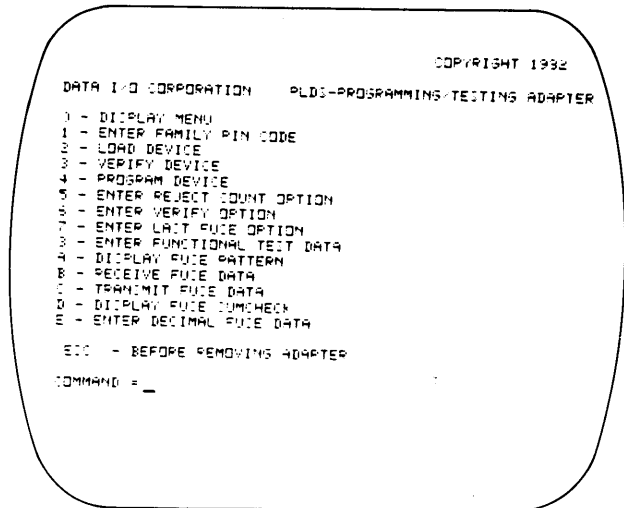 COPYRIGHT 1982
DATA I/O CORPORATION PLDS-PROGRAMMING/TESTING ADAPTER
0 - DISPLAY MENU
1 - ENTER FAMILY PIN CODE
2 - LOAD DEVICE
3 - VERIFY DEVICE
4 - PROGRAM DEVICE
5 - ENTER REJECT COUNT OPTION
6 - ENTER VERIFY OPTION
7 - ENTER LAST FUSE OPTION
8 - ENTER FUNCTIONAL TEST DATA
A - DISPLAY FUSE PATTERN
B - RECEIVE FUSE DATA
C - TRANSMIT FUSE DATA
D - DISPLAY FUSE SUMCHECK
E - ENTER DECIMAL FUSE DATA
ESC - BEFORE REMOVING ADAPTER
COMMAND = _